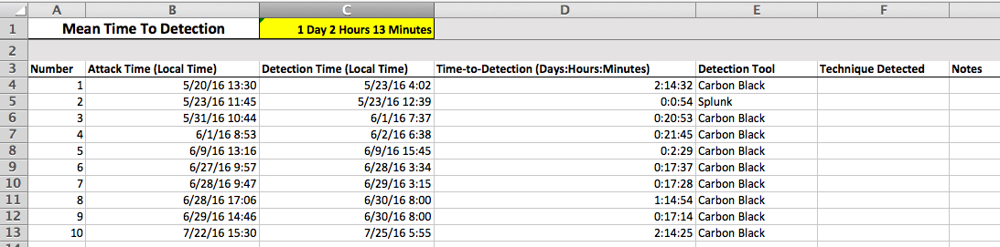 A B C D E F
1 Mean Time To Detection 1 Day 2 Hours 13 Minutes
2
3 Number Attack Time (Local Time) Detection Time (Local Time) Time-to-Detection (Days:Hours:Minutes) Detection Tool Technique Detected Notes
4 1 5/20/16 13:30 5/23/16 4:02 2:14:32 Carbon Black
5 2 5/23/16 11:45 5/23/16 12:39 0:0:54 Splunk
6 3 5/31/16 10:44 6/1/16 7:37 0:20:53 Carbon Black
7 4 6/1/16 8:53 6/2/16 6:38 0:21:45 Carbon Black
8 5 6/9/16 13:16 6/9/16 15:45 0:2:29 Carbon Black
9 6 6/27/16 9:57 6/28/16 3:34 0:17:37 Carbon Black
10 7 6/28/16 9:47 6/29/16 3:15 0:17:28 Carbon Black
11 8 6/28/16 17:06 6/30/16 8:00 1:14:54 Carbon Black
12 9 6/29/16 14:46 6/30/16 8:00 0:17:14 Carbon Black
13 10 7/22/16 15:30 7/25/16 5:55 2:14:25 Carbon Black